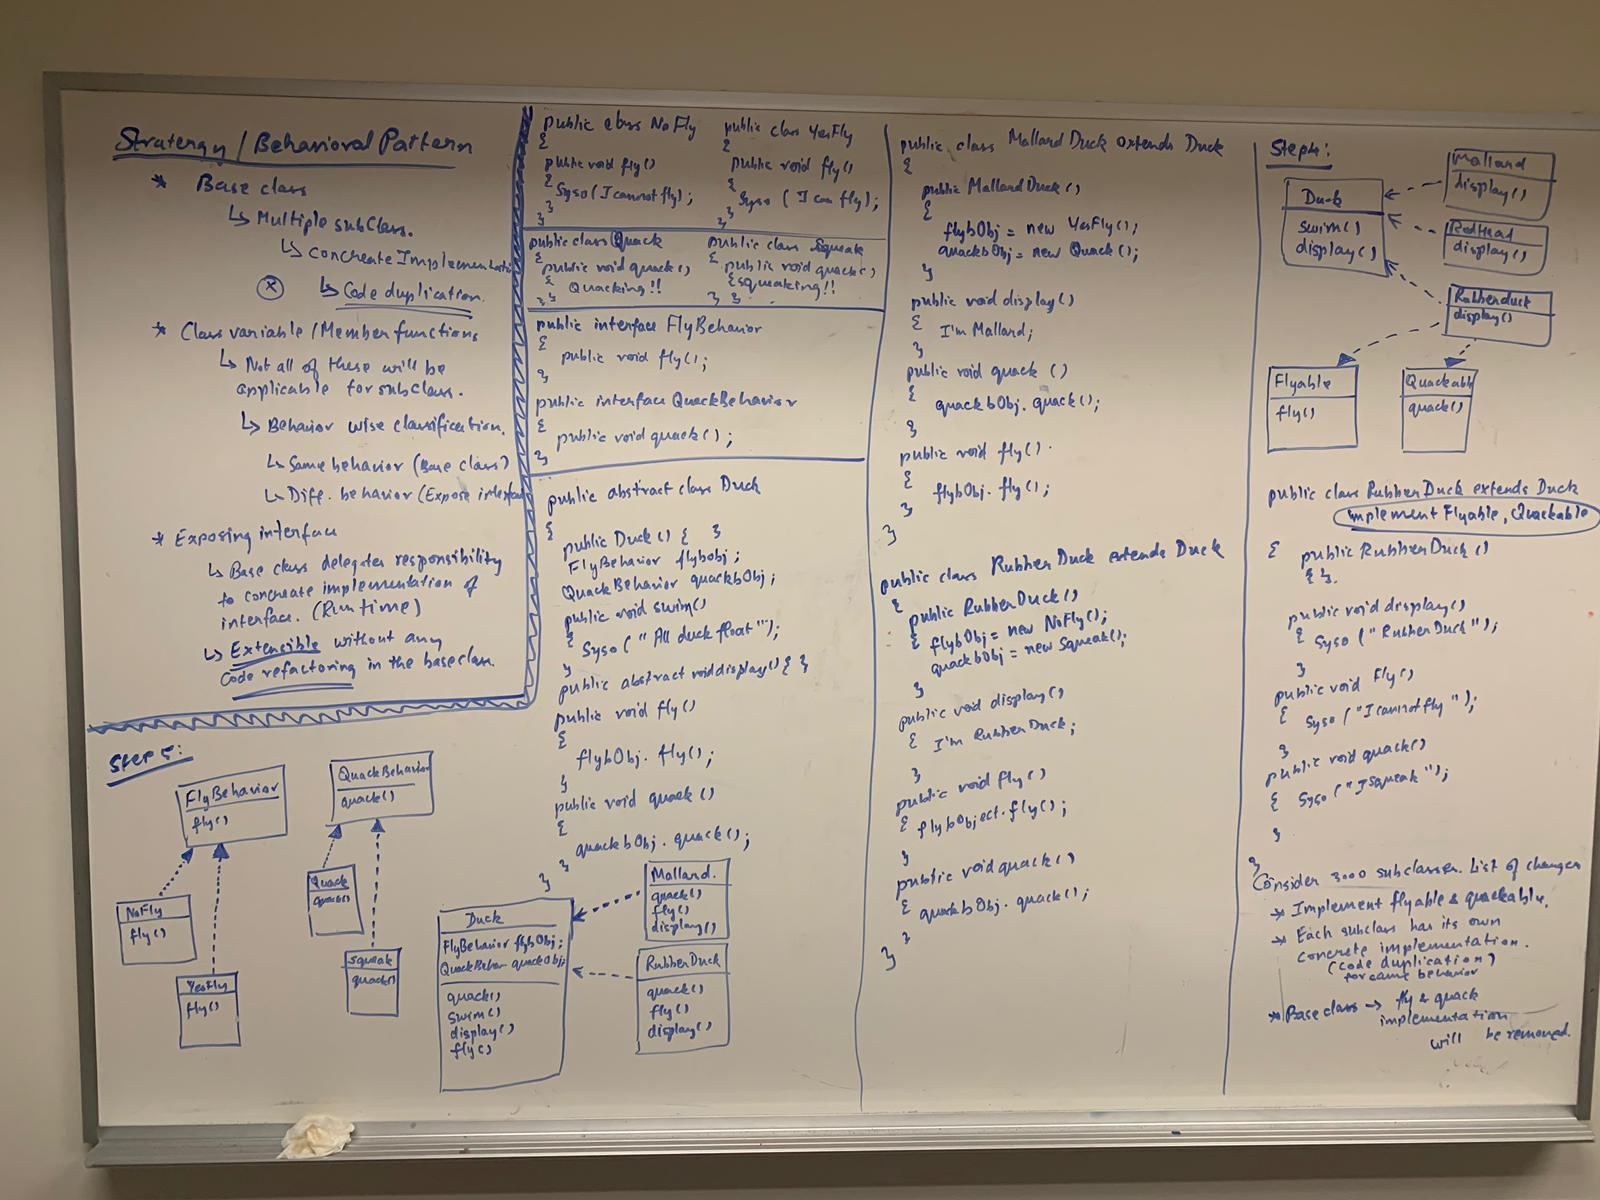 Stratergy / Behavioral Pattern
* Base class
↳ Multiple subclass.
↳ Concreate Implementation
ⓧ ↳ Code duplication.
* Class variable / Member functions
↳ Not all of these will be
applicable for subclass.
↳ Behavior wise classification.
↳ Same behavior (Base class)
↳ Diff. behavior (Expose interface
* Exposing interface
↳ Base class delegates responsibility
to concreate implementation of
interface. (Runtime)
↳ Extensible without any
Code refactoring in the baseclass.
Step 5:
FlyBehavior
fly()
QuackBehavior
quack()
NoFly
fly()
YesFly
fly()
Quack
quack()
Squeak
quack()
public class NoFly
{
public void fly()
{
Syso(I cannot fly);
}
}
public class YesFly
{
public void fly()
{
Syso ( I can fly);
}
}
public class Quack
{ public void quack()
{ Quacking!!
} }
public class Squeak
{ public void quack()
{ squeaking!!
} }
public interface FlyBehavior
{
public void fly();
}
public interface QuackBehavior
{
public void quack();
}
public abstract class Duck
{
public Duck() { }
FlyBehavior flybobj;
QuackBehavior quackbObj;
public void swim()
{ Syso ("All duck float");
}
public abstract void display() { }
public void fly()
{
flybObj. fly();
}
public void quack()
{
quackbObj. quack();
}
}
Duck
FlyBehavior flybObj;
QuackBehavr quackObj;
quack()
swim()
display()
fly()
Malland.
quack()
fly()
display()
RubberDuck
quack()
fly()
display()
public class Malland Duck extends Duck
{
public MallandDuck()
{
flybObj = new YesFly();
quackbObj = new Quack();
}
public void display()
{ I'm Malland;
}
public void quack ()
{ quackbObj. quack();
}
public void fly().
{ flybObj. fly();
}
}
public class Rubber Duck extends Duck
{ public RubberDuck()
{ flybObj = new NoFly();
quackbObj = new Squeak();
}
public void display()
{ I'm RubberDuck;
}
public void fly()
{ flybObject.fly();
}
public void quack()
{ quackbObj. quack();
}
}
Step4:
Duck
swim()
display()
Malland
display()
RedHead
display()
Rubberduck
display()
Flyable
fly()
Quackabl
quack()
public class RubberDuck extends Duck
implement Flyable, Quackable
{ public RubberDuck()
{ }.
public void display()
{ Syso ("RubberDuck");
}
public void Fly()
{ Syso ("I cannot fly");
}
public void quack()
{ Syso ("I squeak");
}
}
Consider 3000 subclasses. List of changes
* Implement flyable & quackable.
* Each subclass has its own
concrete implementation.
(code duplication)
for same behavior
* Base class → fly & quack
implementation
will be removed.